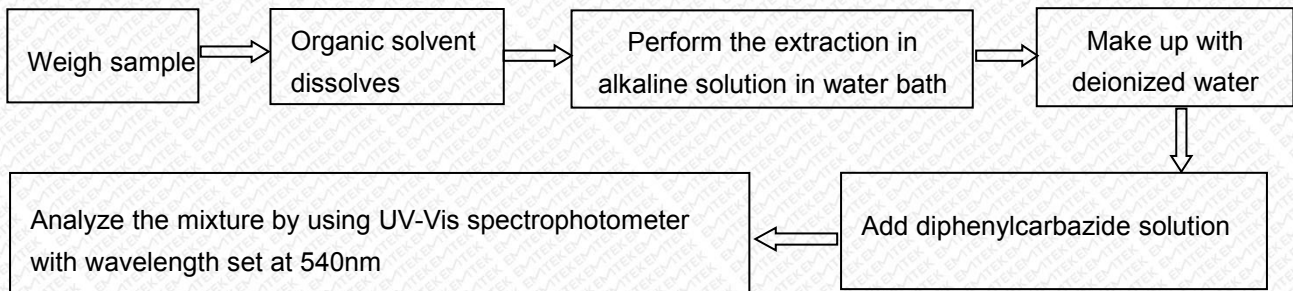 Weigh sample
Organic solvent
dissolves
Perform the extraction in
alkaline solution in water bath
Make up with
deionized water
Add diphenylcarbazide solution
Analyze the mixture by using UV-Vis spectrophotometer
with wavelength set at 540nm